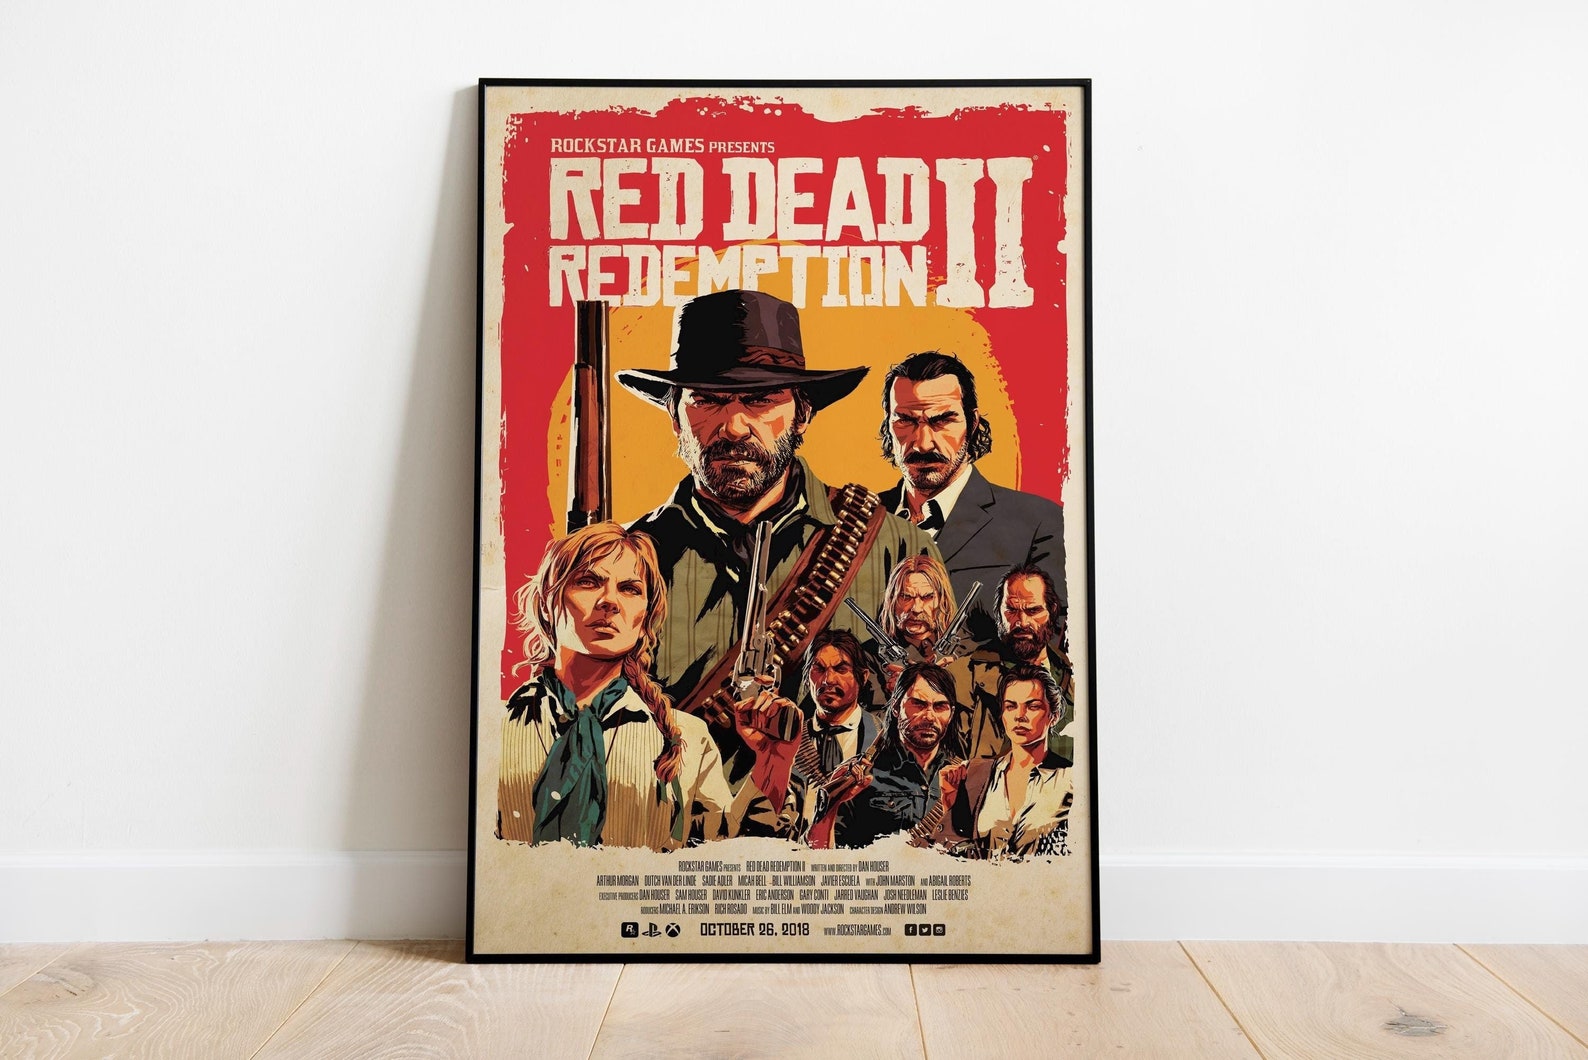 ROCKSTAR GAMES PRESENTS
RED DEAD
REDEMPTION II
ROCKSTAR GAMES PRESENTS RED DEAD REDEMPTION II WRITTEN AND DIRECTED BY DAN HOUSER
ARTHUR MORGAN DUTCH VAN DER LINDE SADIE ADLER MICAH BELL BILL WILLIAMSON JAVIER ESCUELA WITH JOHN MARSTON AND ABIGAIL ROBERTS
EXECUTIVE PRODUCERS DAN HOUSER SAM HOUSER DAVID KUNKLER ERIC ANDERSON GARY CONTI JARRED VAUGHAN JOSH NEEDLEMAN LESLIE BENZIES
RODUCERS MICHAEL A. ERIKSON RICH ROSADO MUSIC BY BILL ELM AND WOODY JACKSON CHARACTER DESIGN ANDREW WILSON
OCTOBER 26, 2018 WWW.ROCKSTARGAMES.COM